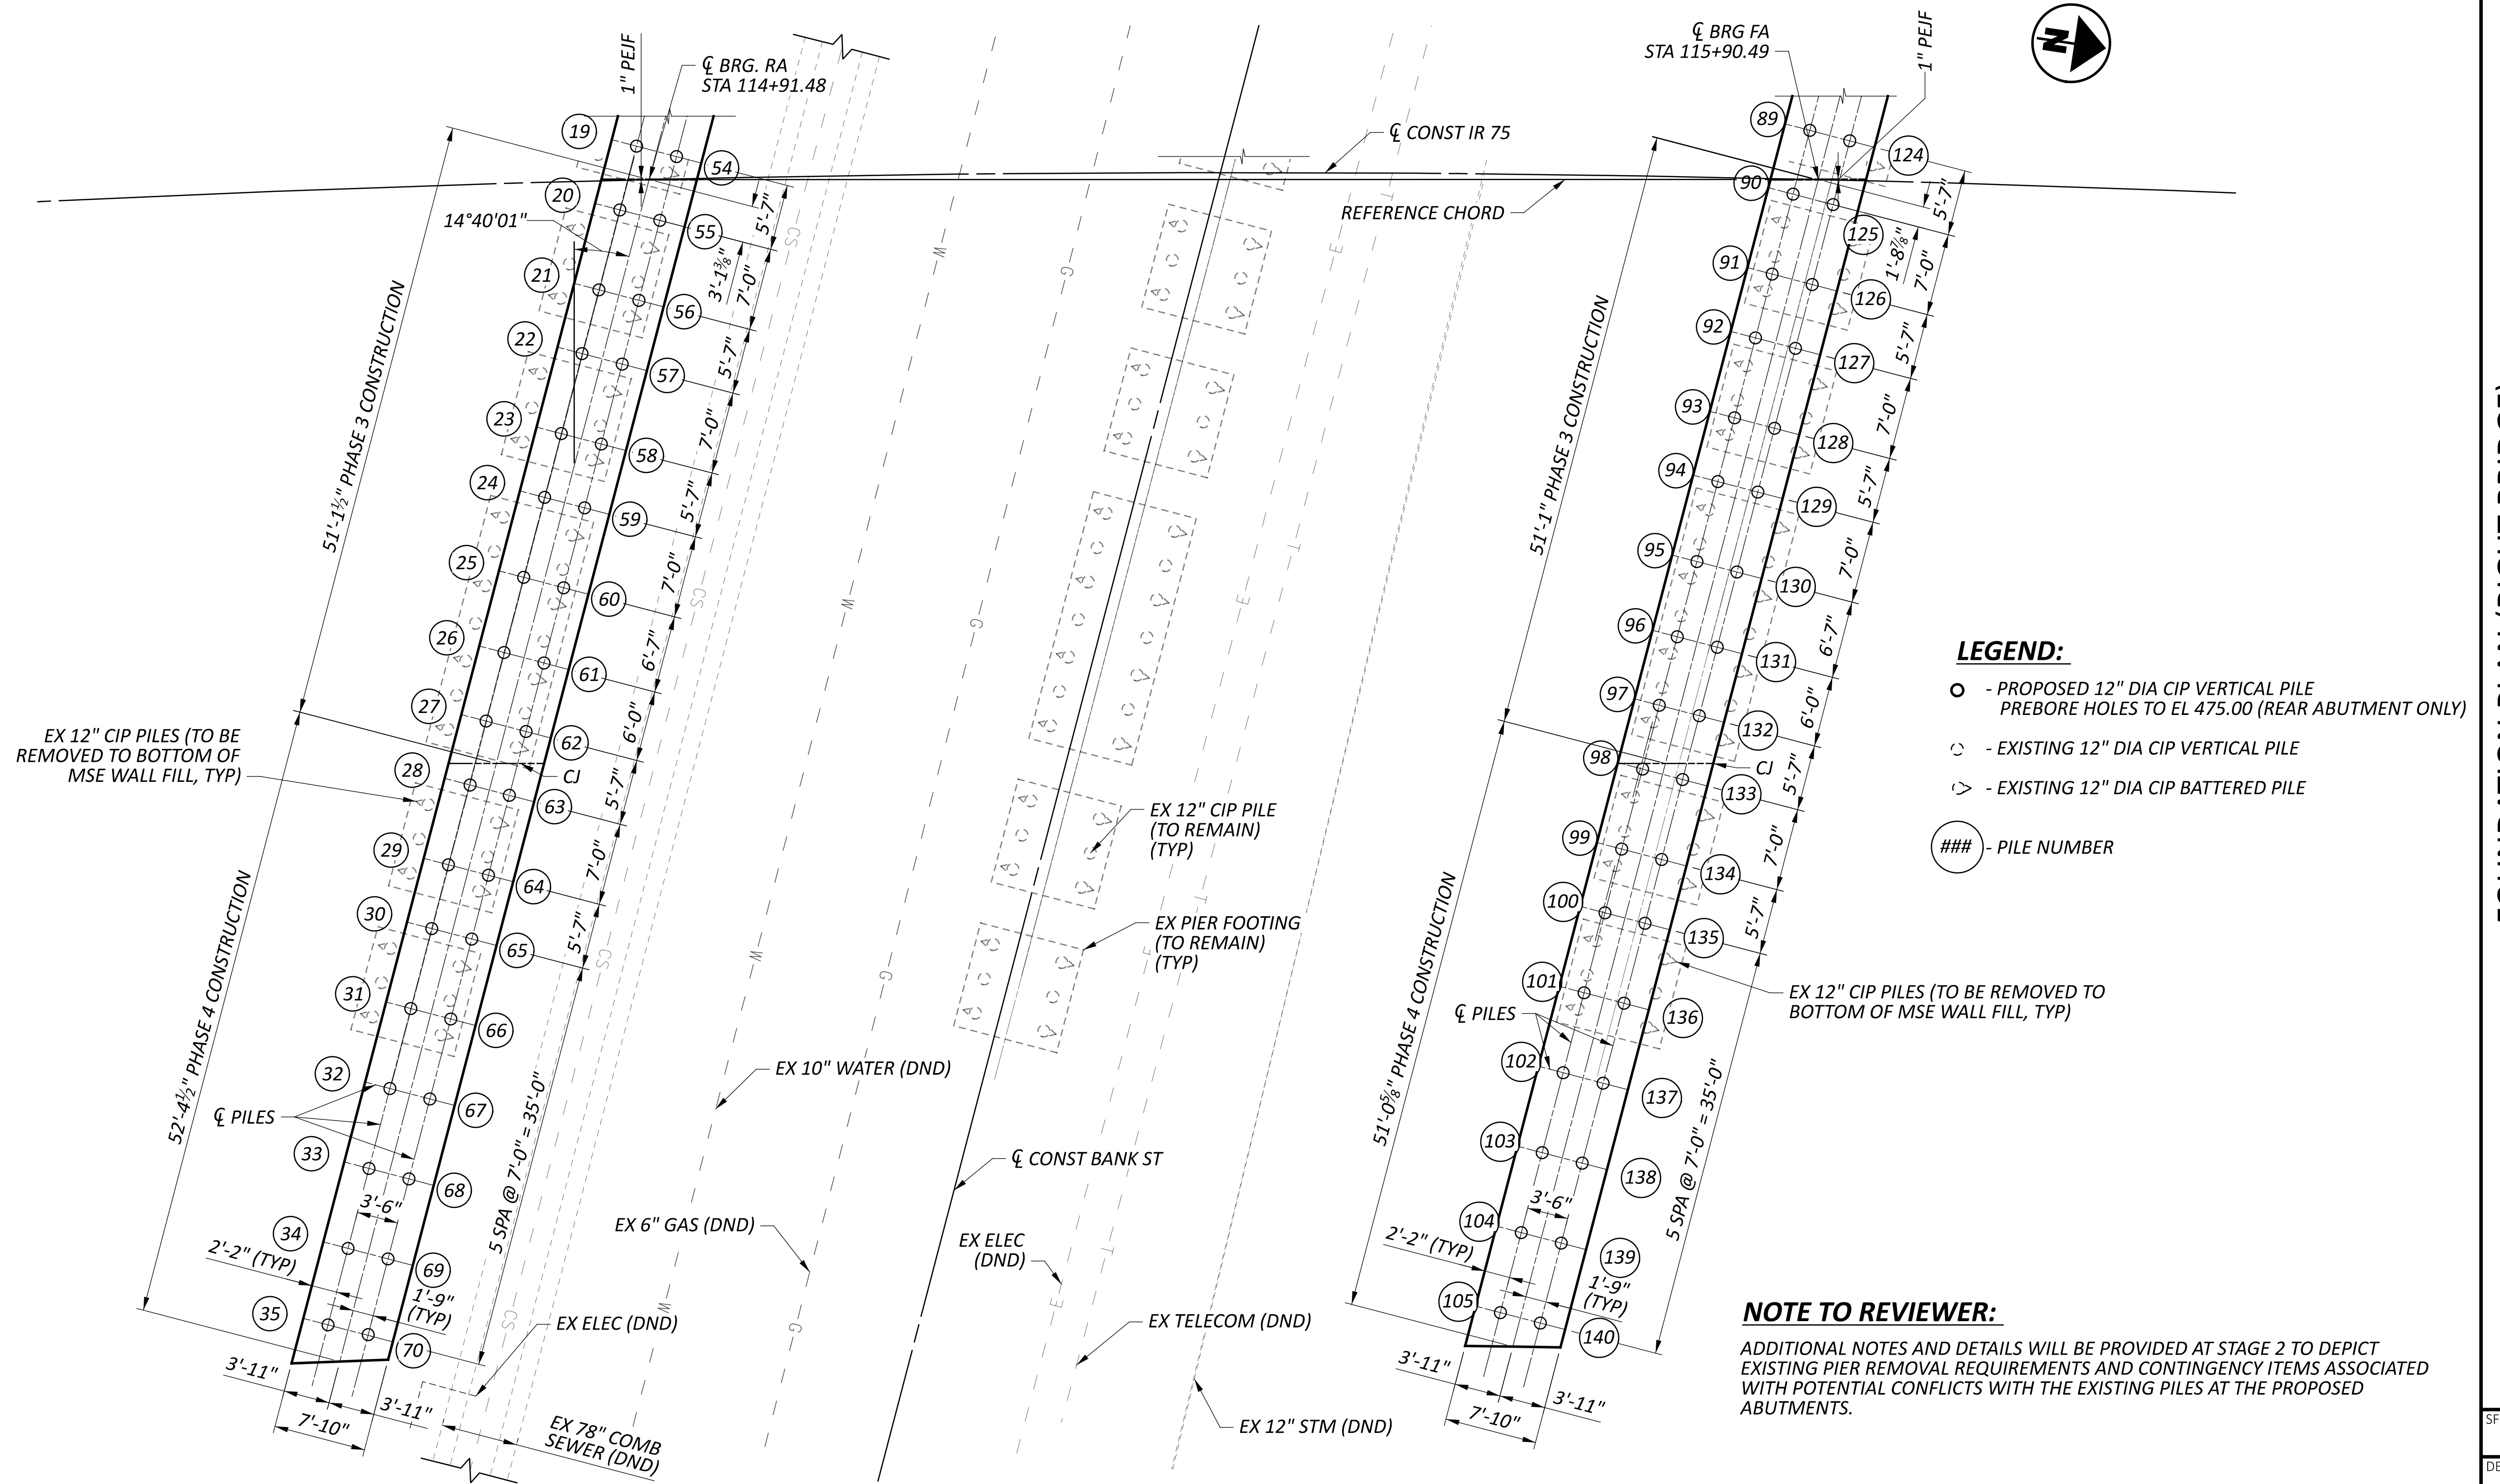 1" PEJF
℄ BRG. RA
STA 114+91.48
℄ BRG FA
STA 115+90.49
1" PEJF
N
℄ CONST IR 75
REFERENCE CHORD
14°40'01"
19
20
21
22
23
24
25
26
27
28
29
30
31
32
33
34
35
54
55
56
57
58
59
60
61
62
63
64
65
66
67
68
69
70
5'-7"
3'-1⅜"
7'-0"
5'-7"
7'-0"
5'-7"
7'-0"
6'-7"
6'-0"
5'-7"
7'-0"
5'-7"
5 SPA @ 7'-0" = 35'-0"
51'-1½" PHASE 3 CONSTRUCTION
52'-4½" PHASE 4 CONSTRUCTION
EX 12" CIP PILES (TO BE
REMOVED TO BOTTOM OF
MSE WALL FILL, TYP)
CJ
℄ PILES
3'-6"
2'-2" (TYP)
1'-9"
(TYP)
3'-11"
3'-11"
7'-10"
EX 78" COMB
SEWER (DND)
EX ELEC (DND)
EX 6" GAS (DND)
EX 10" WATER (DND)
CS
CS
CS
CS
W
W
W
W
G
G
G
G
E
E
E
E
T
T
T
T
EX 12" CIP PILE
(TO REMAIN)
(TYP)
EX PIER FOOTING
(TO REMAIN)
(TYP)
℄ CONST BANK ST
EX ELEC
(DND)
EX TELECOM (DND)
EX 12" STM (DND)
89
90
91
92
93
94
95
96
97
98
99
100
101
102
103
104
105
124
125
126
127
128
129
130
131
132
133
134
135
136
137
138
139
140
5'-7"
1'-8⅞"
7'-0"
5'-7"
7'-0"
5'-7"
7'-0"
6'-7"
6'-0"
5'-7"
7'-0"
5'-7"
5 SPA @ 7'-0" = 35'-0"
51'-1" PHASE 3 CONSTRUCTION
51'-0⅝" PHASE 4 CONSTRUCTION
CJ
℄ PILES
EX 12" CIP PILES (TO BE REMOVED TO
BOTTOM OF MSE WALL FILL, TYP)
3'-6"
2'-2" (TYP)
1'-9"
(TYP)
3'-11"
3'-11"
7'-10"
LEGEND:
- PROPOSED 12" DIA CIP VERTICAL PILE
PREBORE HOLES TO EL 475.00 (REAR ABUTMENT ONLY)
- EXISTING 12" DIA CIP VERTICAL PILE
- EXISTING 12" DIA CIP BATTERED PILE
### - PILE NUMBER
NOTE TO REVIEWER:
ADDITIONAL NOTES AND DETAILS WILL BE PROVIDED AT STAGE 2 TO DEPICT
EXISTING PIER REMOVAL REQUIREMENTS AND CONTINGENCY ITEMS ASSOCIATED
WITH POTENTIAL CONFLICTS WITH THE EXISTING PILES AT THE PROPOSED
ABUTMENTS.